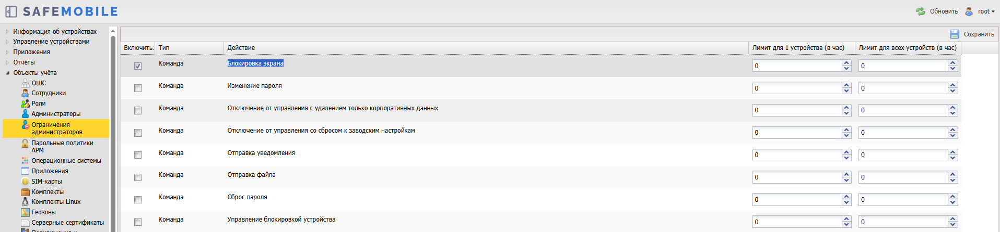 SAFEMOBILE
Обновить
root
Информация об устройствах
Управление устройствами
Приложения
Отчёты
Объекты учёта
ОШС
Сотрудники
Роли
Администраторы
Ограничения
администраторов
Парольные политики
АРМ
Операционные системы
Приложения
SIM-карты
Комплекты
Комплекты Linux
Геозоны
Серверные сертификаты
Сохранить
Включить. Тип Действие Лимит для 1 устройства (в час) Лимит для всех устройств (в час)
Команда Блокировка экрана 0 0
Команда Изменение пароля 0 0
Команда Отключение от управления с удалением только корпоративных данных 0 0
Команда Отключение от управления со сбросом к заводским настройкам 0 0
Команда Отправка уведомления 0 0
Команда Отправка файла 0 0
Команда Сброс пароля 0 0
Команда Управление блокировкой устройства 0 0